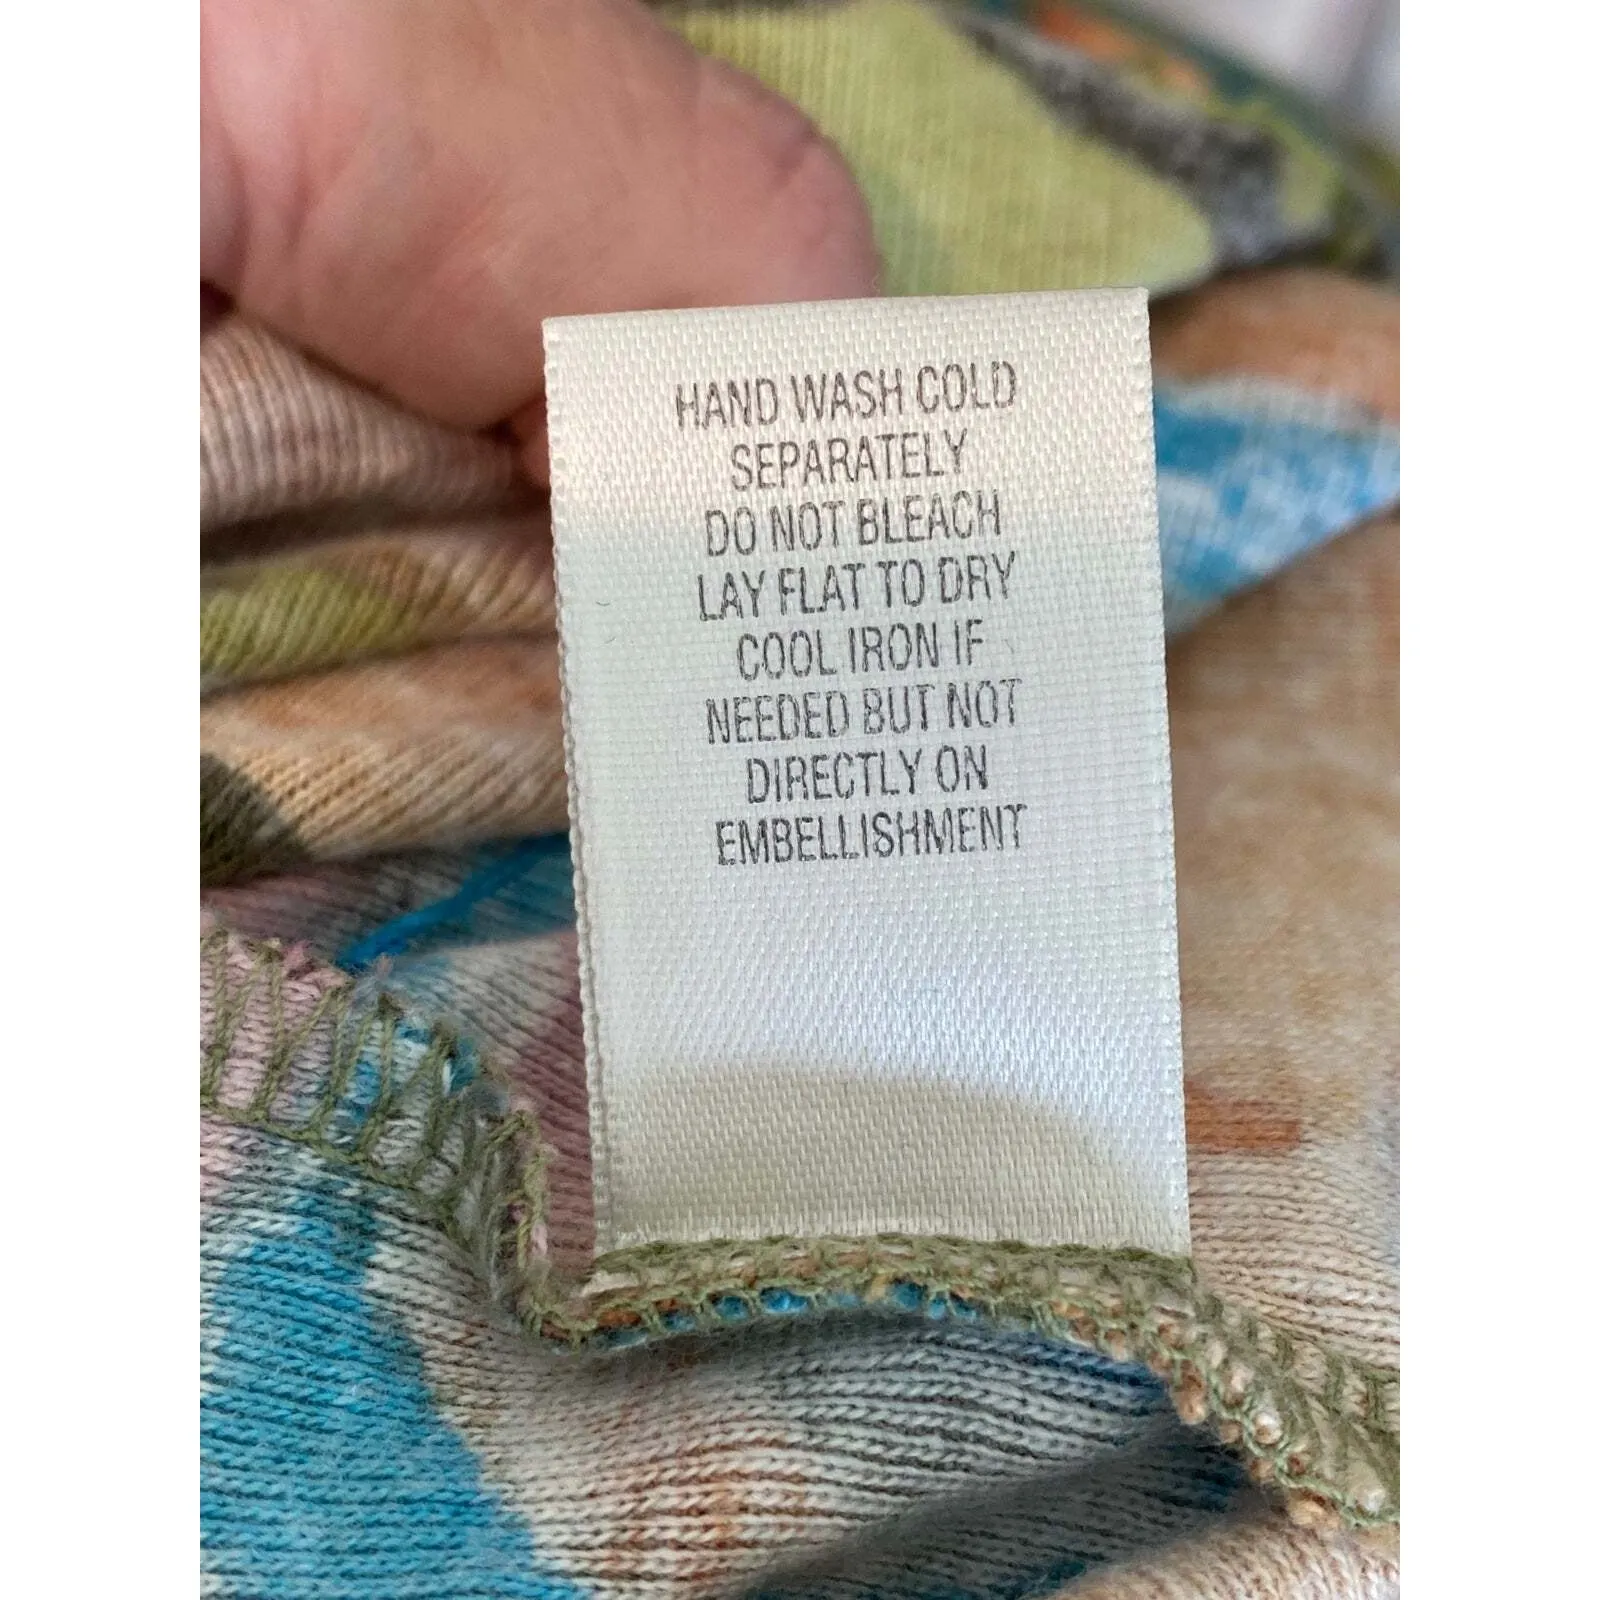 HAND WASH COLD
SEPARATELY
DO NOT BLEACH
LAY FLAT TO DRY
COOL IRON IF
NEEDED BUT NOT
DIRECTLY ON
EMBELLISHMENT